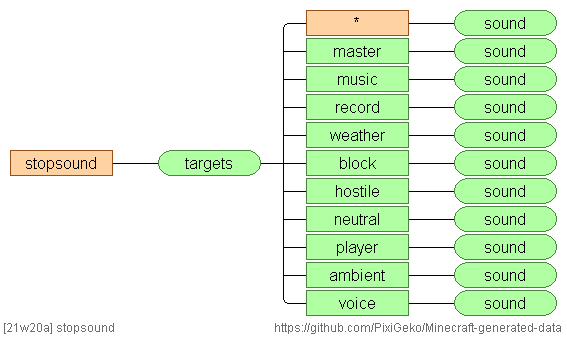 * sound
master sound
music sound
record sound
weather sound
stopsound targets block sound
hostile sound
neutral sound
player sound
ambient sound
voice sound
[21w20a] stopsound https://github.com/PixiGeko/Minecraft-generated-data